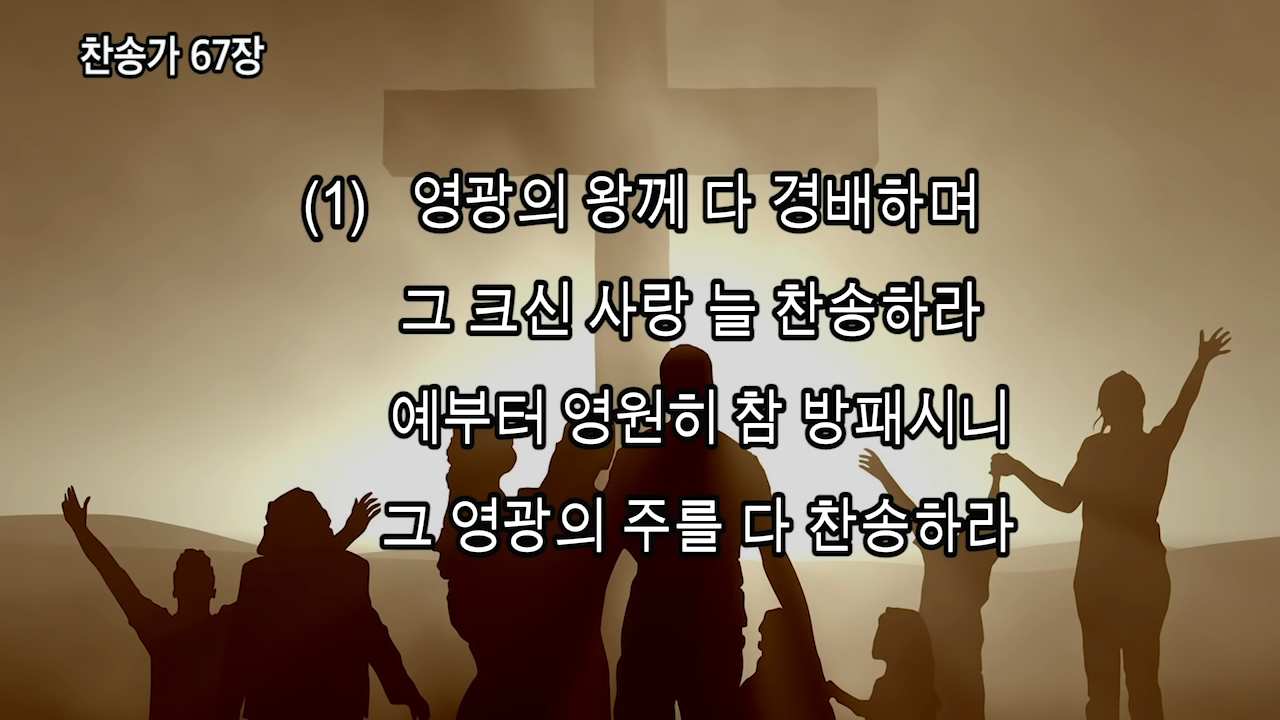 찬송가 67장
(1) 영광의 왕께 다 경배하며
그 크신 사랑 늘 찬송하라
예부터 영원히 참 방패시니
그 영광의 주를 다 찬송하라